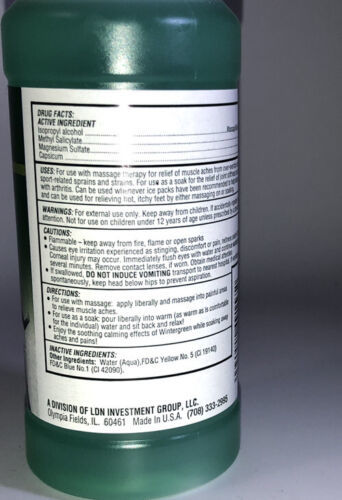 DRUG FACTS:
ACTIVE INGREDIENT
Isopropyl alcohol
Methyl Salicylate
Magnesium Sulfate
Capsicum
USES: For use with massage therapy for relief of muscle aches from
sport-related sprains and strains. For use as a soak for the relief of joint
with arthritis. Can be used whenever ice packs have been recommended
and can be used for relieving hot, itchy feet by either massaging on or
WARNINGS: For external use only. Keep away from children. If accidentally
attention. Not for use on children under 12 years of age unless prescribed
CAUTIONS:
• Flammable – keep away from fire, flame or open sparks
• Causes eye irritation experienced as stinging, discomfort or pain,
Corneal injury may occur. Immediately flush eyes with water and
several minutes. Remove contact lenses, if worn. Obtain medical
• If swallowed, DO NOT INDUCE VOMITING transport to nearest
spontaneously, keep head below hips to prevent aspiration.
DIRECTIONS:
• For use with massage: apply liberally and massage into painful area
to relieve muscle aches.
• For use as a soak: pour liberally into warm (as warm as is comfortable
for the individual) water and sit back and relax!
• Enjoy the soothing calming effects of Wintergreen while soaking away
aches and pains!
INACTIVE INGREDIENTS:
Other Ingredients: Water (Aqua),FD&C Yellow No. 5 (CI 19140)
FD&C Blue No.1 (CI 42090).
A DIVISION OF LDN INVESTMENT GROUP, LLC.
Olympia Fields, IL. 60461 Made In U.S.A. (708) 333-2995